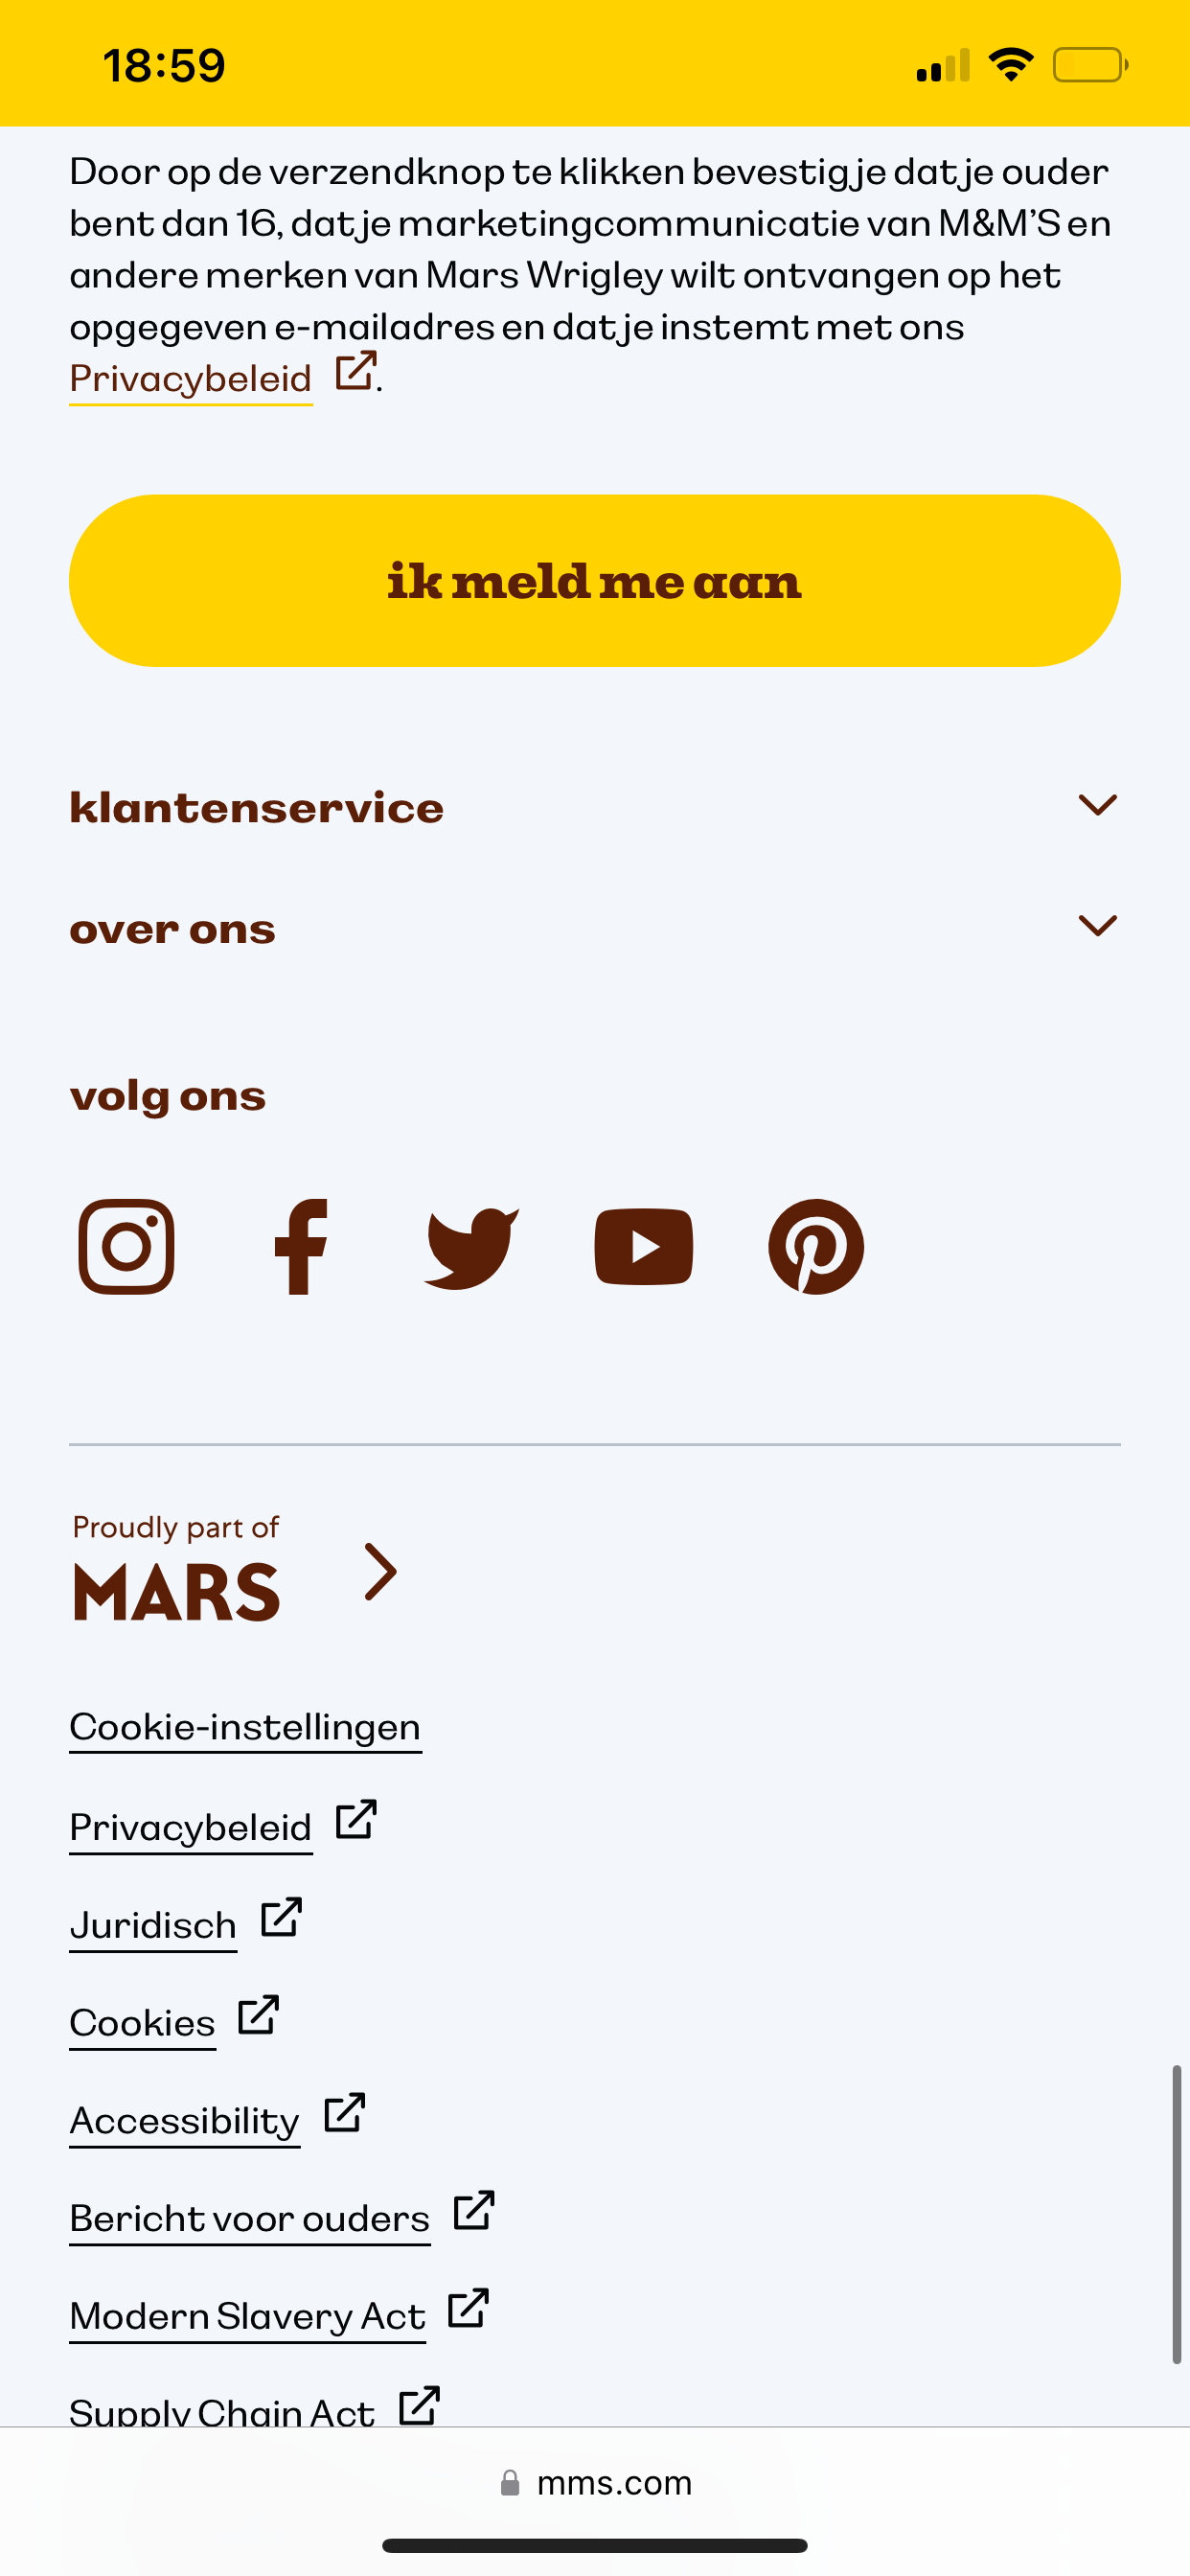 18:59
Door op de verzendknop te klikken bevestig je dat je ouder
bent dan 16, dat je marketingcommunicatie van M&M’S en
andere merken van Mars Wrigley wilt ontvangen op het
opgegeven e-mailadres en dat je instemt met ons
Privacybeleid .
ik meld me aan
klantenservice
over ons
volg ons
Proudly part of
MARS
Cookie-instellingen
Privacybeleid
Juridisch
Cookies
Accessibility
Bericht voor ouders
Modern Slavery Act
Supply Chain Act
mms.com